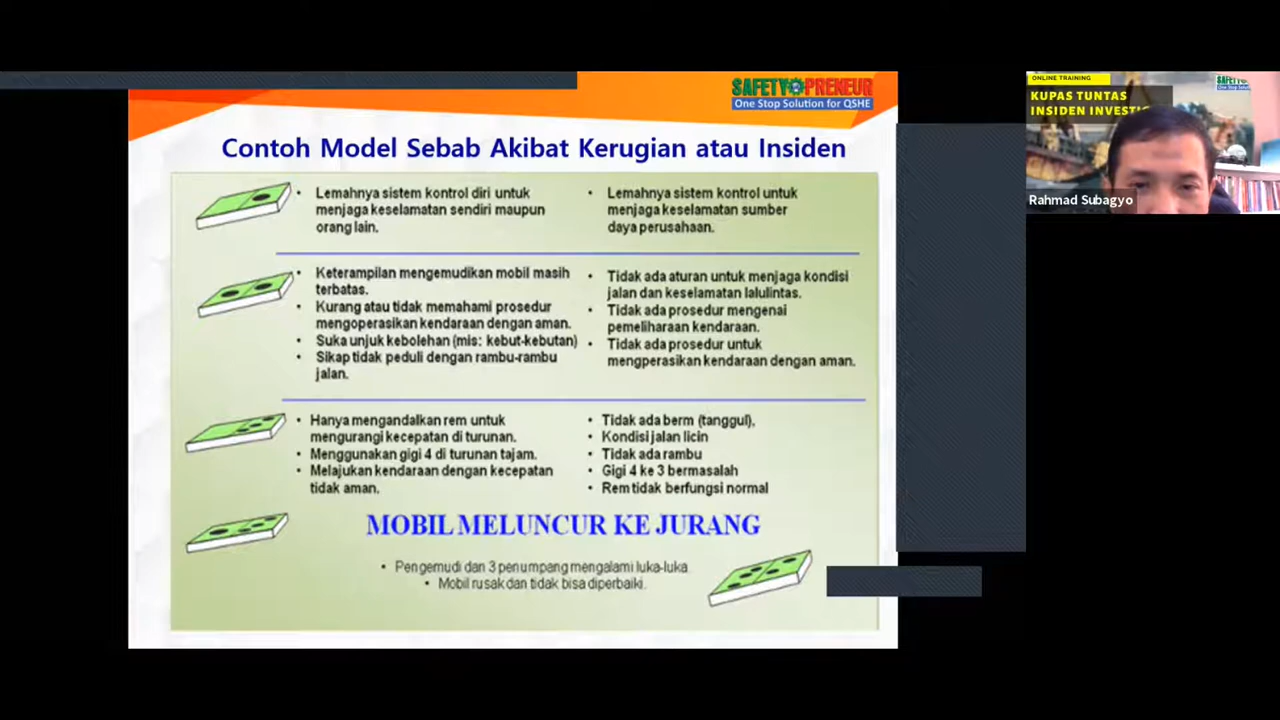 SAFETY PRENEUR
One Stop Solution for QSHE
Contoh Model Sebab Akibat Kerugian atau Insiden
• Lemahnya sistem kontrol diri untuk
menjaga keselamatan sendiri maupun
orang lain.
• Lemahnya sistem kontrol untuk
menjaga keselamatan sumber
daya perusahaan.
• Keterampilan mengemudikan mobil masih
terbatas.
• Kurang atau tidak memahami prosedur
mengoperasikan kendaraan dengan aman.
• Suka unjuk kebolehan (mis: kebut-kebutan)
• Sikap tidak peduli dengan rambu-rambu
jalan.
• Tidak ada aturan untuk menjaga kondisi
jalan dan keselamatan lalulintas.
• Tidak ada prosedur mengenai
pemeliharaan kendaraan.
• Tidak ada prosedur untuk
mengperasikan kendaraan dengan aman.
• Hanya mengandalkan rem untuk
mengurangi kecepatan di turunan.
• Menggunakan gigi 4 di turunan tajam.
• Melajukan kendaraan dengan kecepatan
tidak aman.
• Tidak ada berm (tanggul),
• Kondisi jalan licin
• Tidak ada rambu
• Gigi 4 ke 3 bermasalah
• Rem tidak berfungsi normal
MOBIL MELUNCUR KE JURANG
• Pengemudi dan 3 penumpang mengalami luka-luka
• Mobil rusak dan tidak bisa diperbaiki.
ONLINE TRAINING
KUPAS TUNTAS
INSIDEN
Rahmad Subagyo